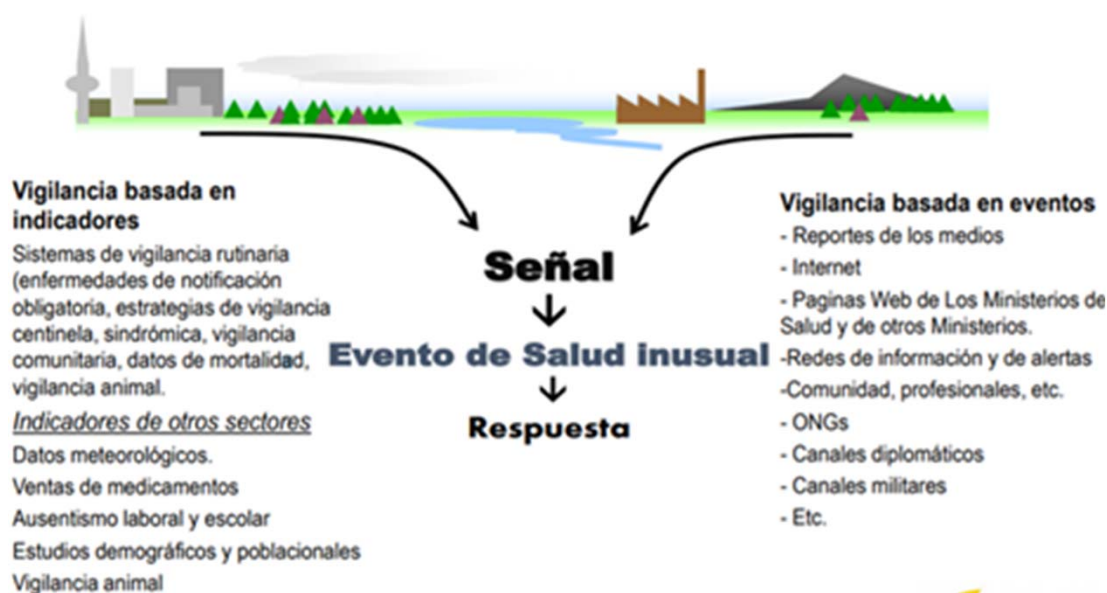 Vigilancia basada en
indicadores
Sistemas de vigilancia rutinaria
(enfermedades de notificación
obligatoria, estrategias de vigilancia
centinela, sindrómica, vigilancia
comunitaria, datos de mortalidad,
vigilancia animal.
Indicadores de otros sectores
Datos meteorológicos.
Ventas de medicamentos
Ausentismo laboral y escolar
Estudios demográficos y poblacionales
Vigilancia animal
Señal
Evento de Salud inusual
Respuesta
Vigilancia basada en eventos
- Reportes de los medios
- Internet
- Paginas Web de Los Ministerios de
Salud y de otros Ministerios.
-Redes de información y de alertas
-Comunidad, profesionales, etc.
- ONGs
- Canales diplomáticos
- Canales militares
- Etc.